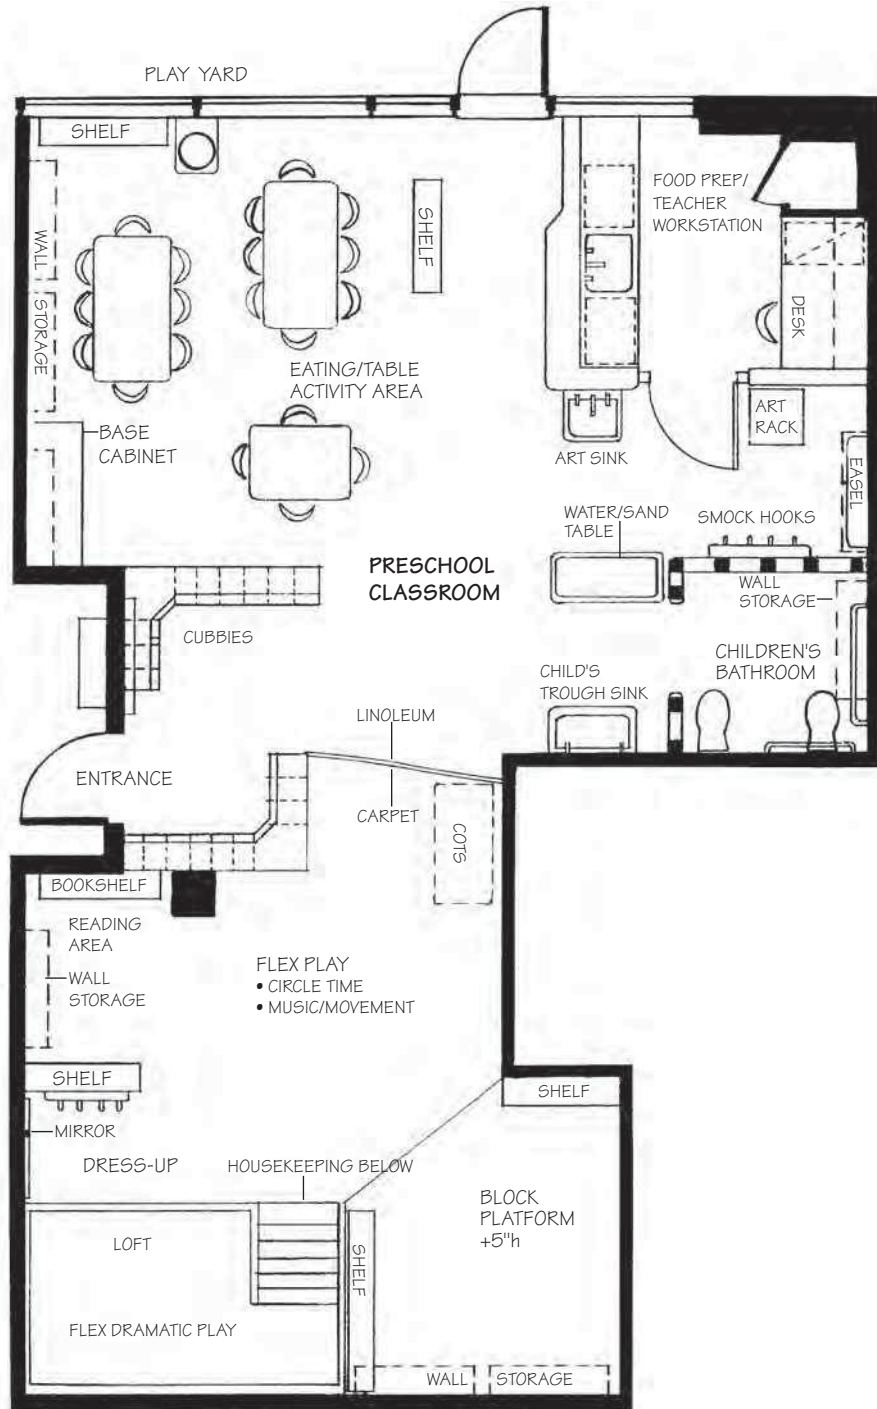 PLAY YARD
SHELF
FOOD PREP/
TEACHER
WORKSTATION
WALL
STORAGE
SHELF
DESK
EATING/TABLE
ACTIVITY AREA
BASE
CABINET
ART
RACK
ART SINK
EASEL
WATER/SAND
TABLE
SMOCK HOOKS
PRESCHOOL
CLASSROOM
WALL
STORAGE
CUBBIES
CHILDREN'S
BATHROOM
CHILD'S
TROUGH SINK
LINOLEUM
ENTRANCE
CARPET
COTS
BOOKSHELF
READING
AREA
WALL
STORAGE
FLEX PLAY
• CIRCLE TIME
• MUSIC/MOVEMENT
SHELF
SHELF
MIRROR
DRESS-UP
HOUSEKEEPING BELOW
BLOCK
PLATFORM
+5"h
LOFT
SHELF
FLEX DRAMATIC PLAY
WALL STORAGE